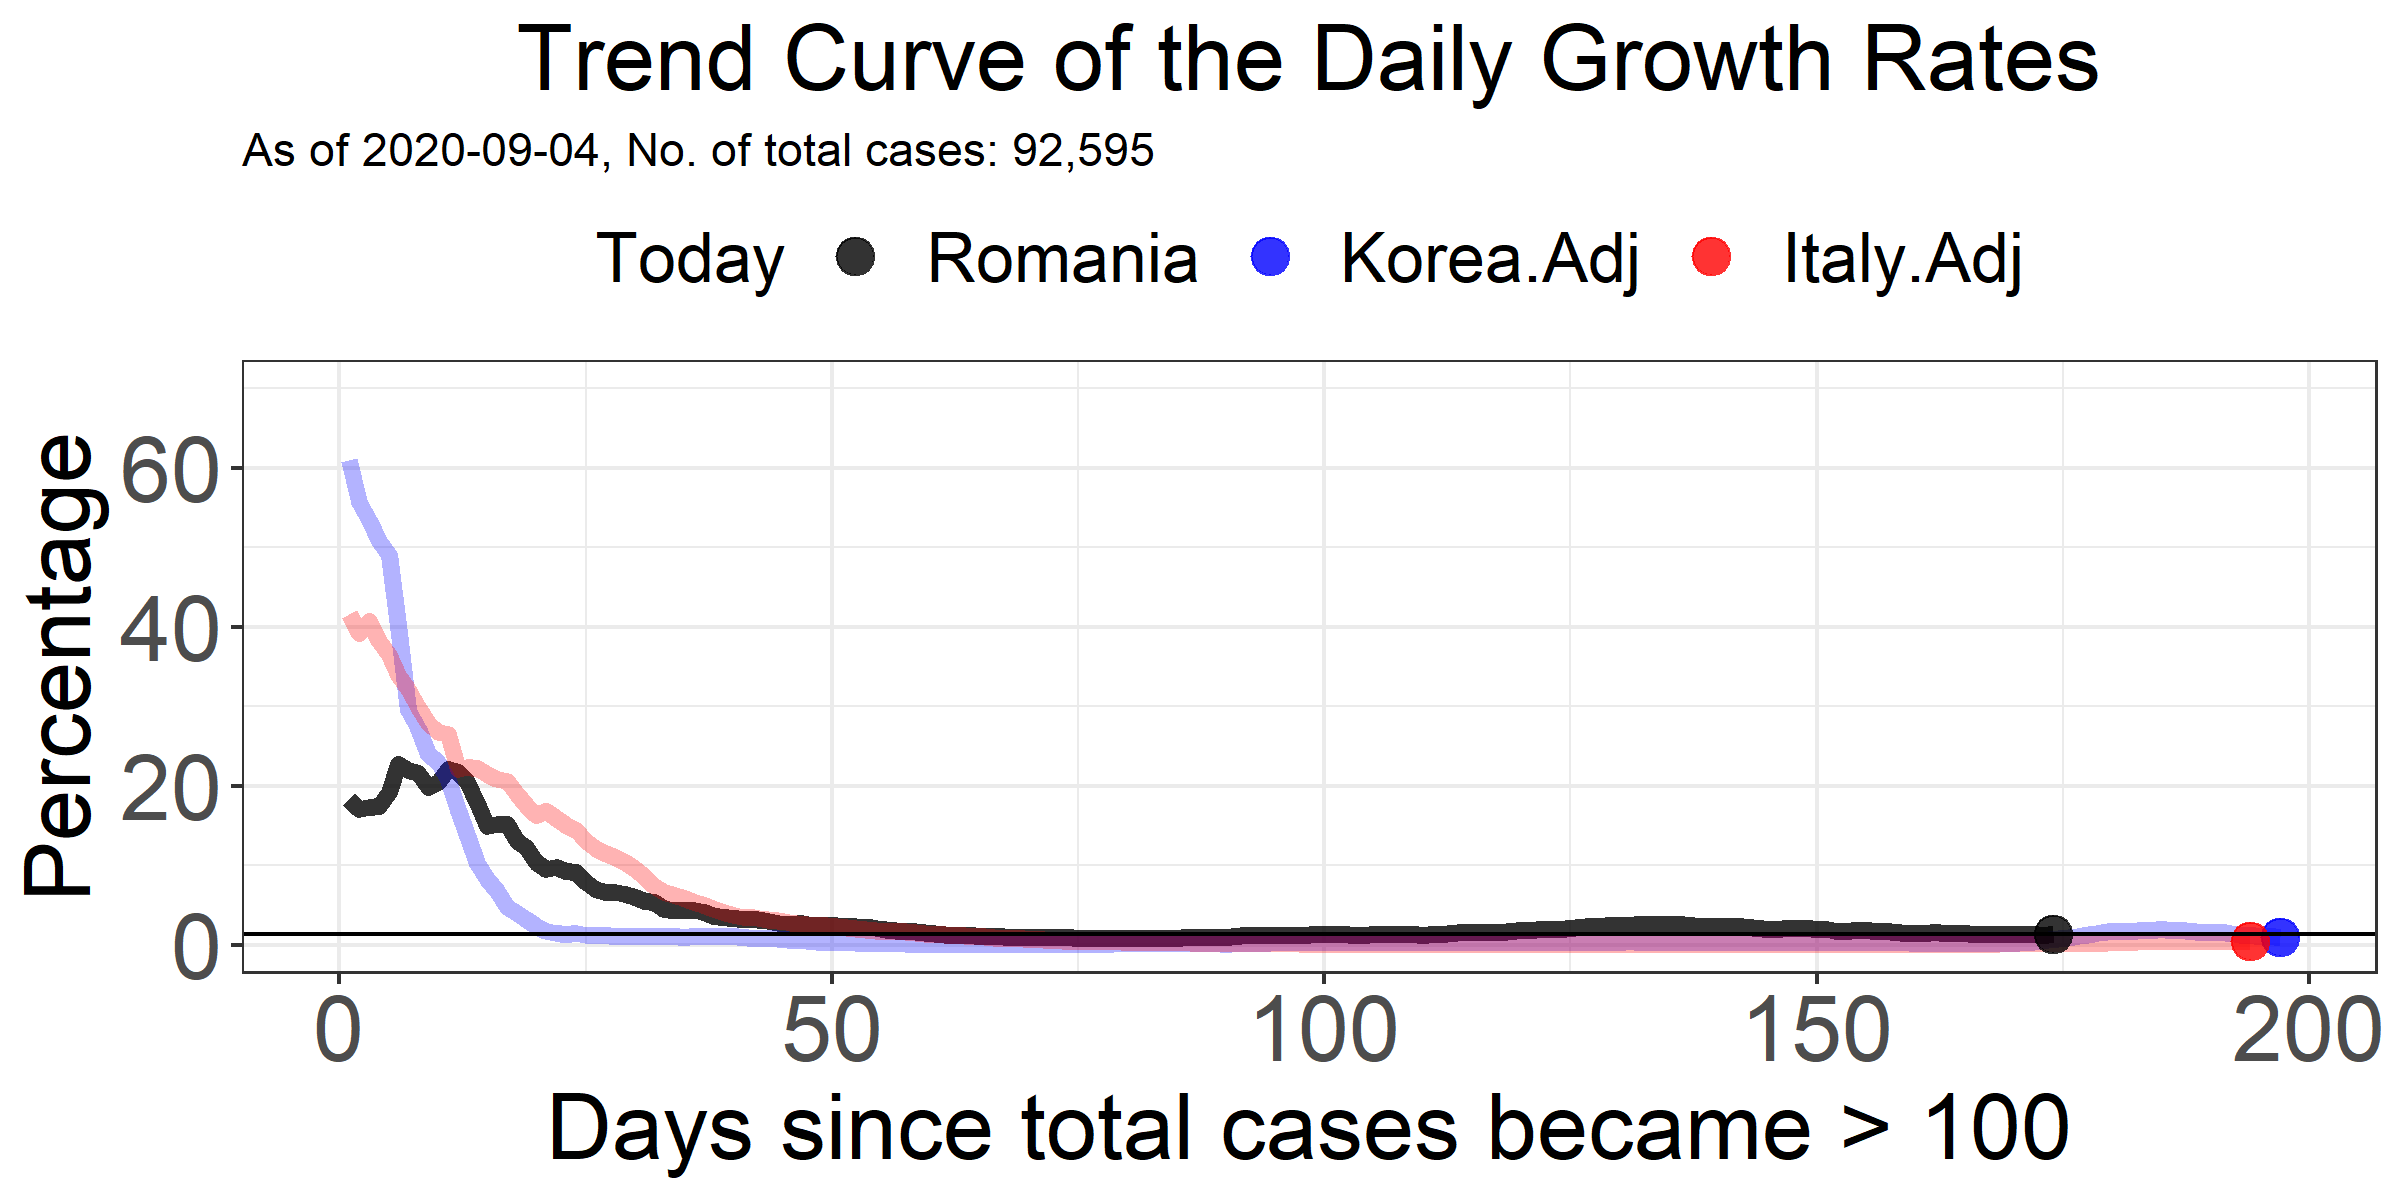 Trend Curve of the Daily Growth Rates
As of 2020-09-04, No. of total cases: 92,595
Today Romania Korea.Adj Italy.Adj
Percentage
60
40
20
0
0 50 100 150 200
Days since total cases became > 100